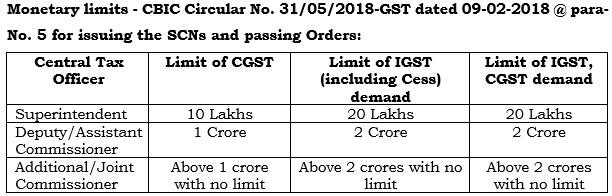 Monetary limits - CBIC Circular No. 31/05/2018-GST dated 09-02-2018 @ para-
No. 5 for issuing the SCNs and passing Orders:
Central Tax Officer | Limit of CGST | Limit of IGST (including Cess) demand | Limit of IGST, CGST demand
Superintendent | 10 Lakhs | 20 Lakhs | 20 Lakhs
Deputy/Assistant Commissioner | 1 Crore | 2 Crore | 2 Crore
Additional/Joint Commissioner | Above 1 crore with no limit | Above 2 crores with no limit | Above 2 crores with no limit